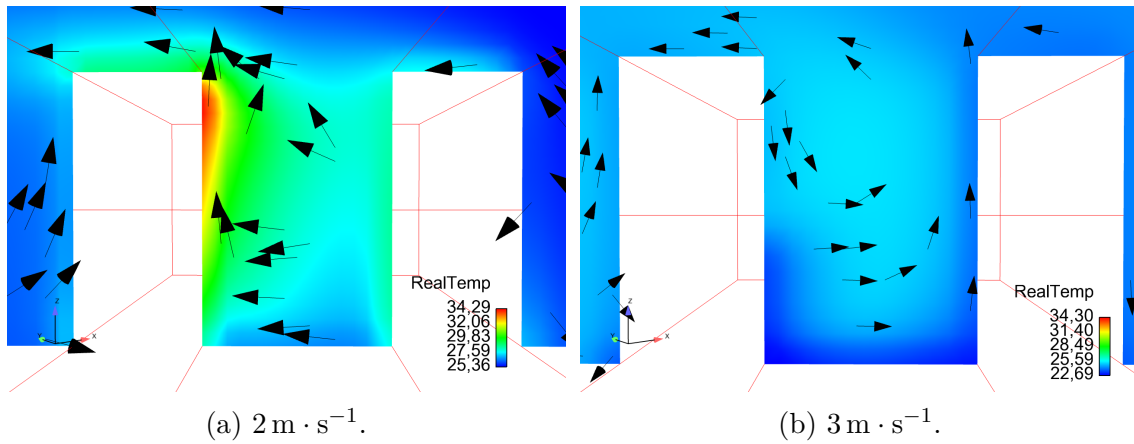 RealTemp
34,29
32,06
29,83
27,59
25,36
z
y
x
RealTemp
34,30
31,40
28,49
25,59
22,69
z
x
(a) 2 m · s⁻¹.
(b) 3 m · s⁻¹.